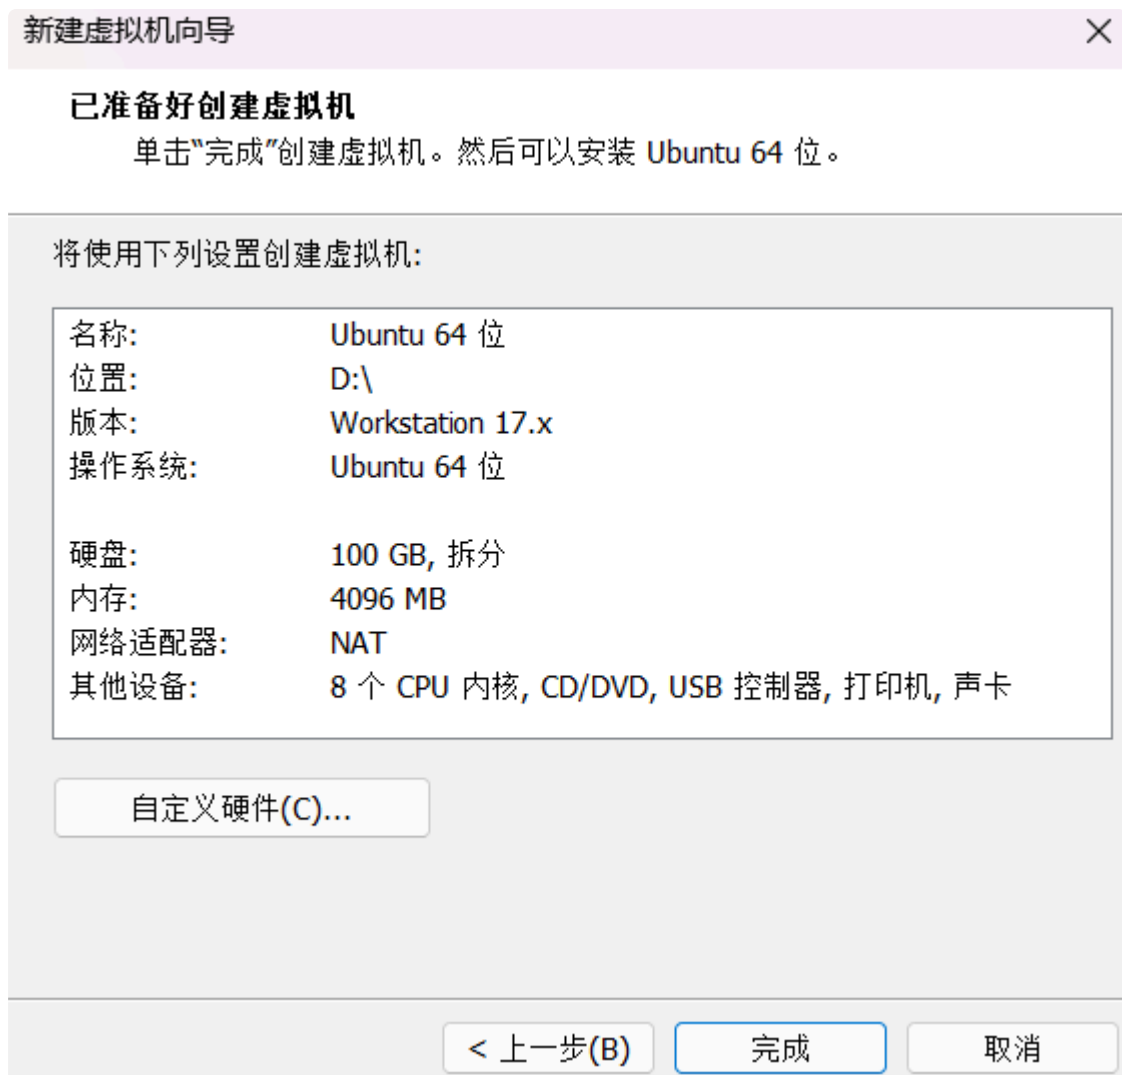 新建虚拟机向导
已准备好创建虚拟机
单击“完成”创建虚拟机。然后可以安装 Ubuntu 64 位。
将使用下列设置创建虚拟机:
名称: Ubuntu 64 位
位置: D:\
版本: Workstation 17.x
操作系统: Ubuntu 64 位
硬盘: 100 GB, 拆分
内存: 4096 MB
网络适配器: NAT
其他设备: 8 个 CPU 内核, CD/DVD, USB 控制器, 打印机, 声卡
自定义硬件(C)...
< 上一步(B) 完成 取消